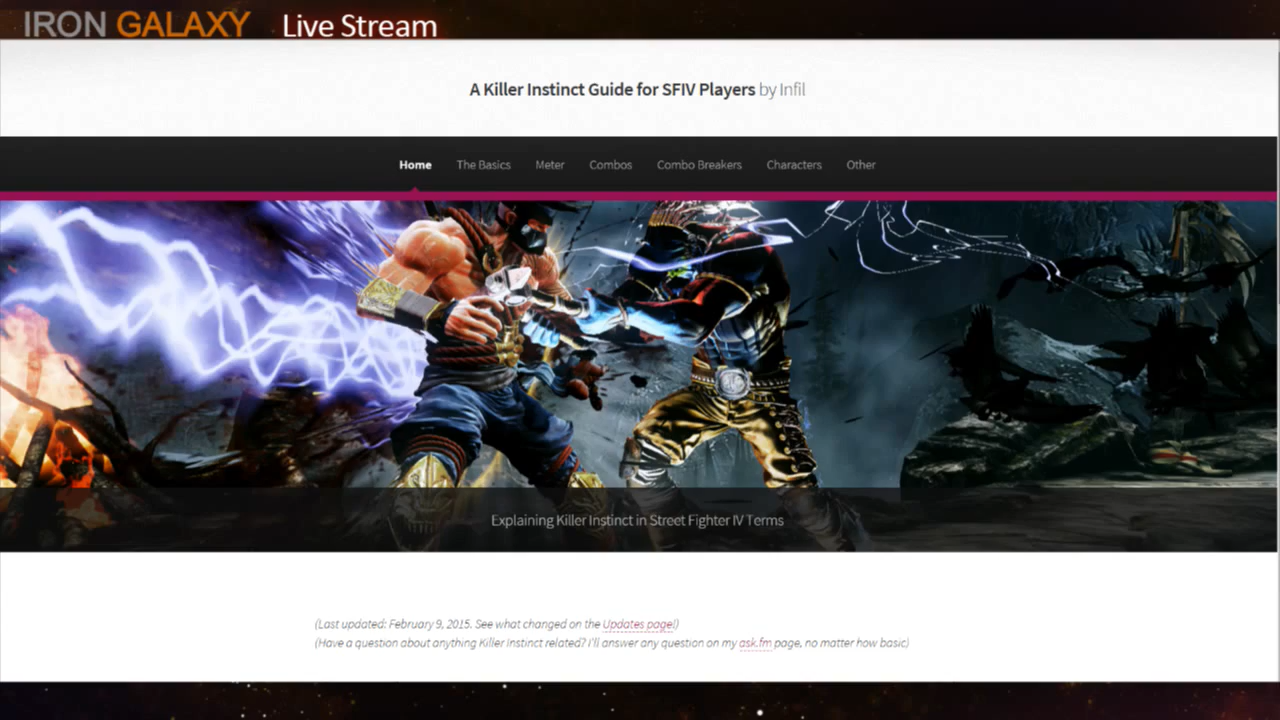 IRON GALAXY Live Stream
A Killer Instinct Guide for SFIV Players by Infil
Home The Basics Meter Combos Combo Breakers Characters Other
Explaining Killer Instinct in Street Fighter IV Terms
(Last updated: February 9, 2015. See what changed on the Updates page!)
(Have a question about anything Killer Instinct related? I'll answer any question on my ask.fm page, no matter how basic)